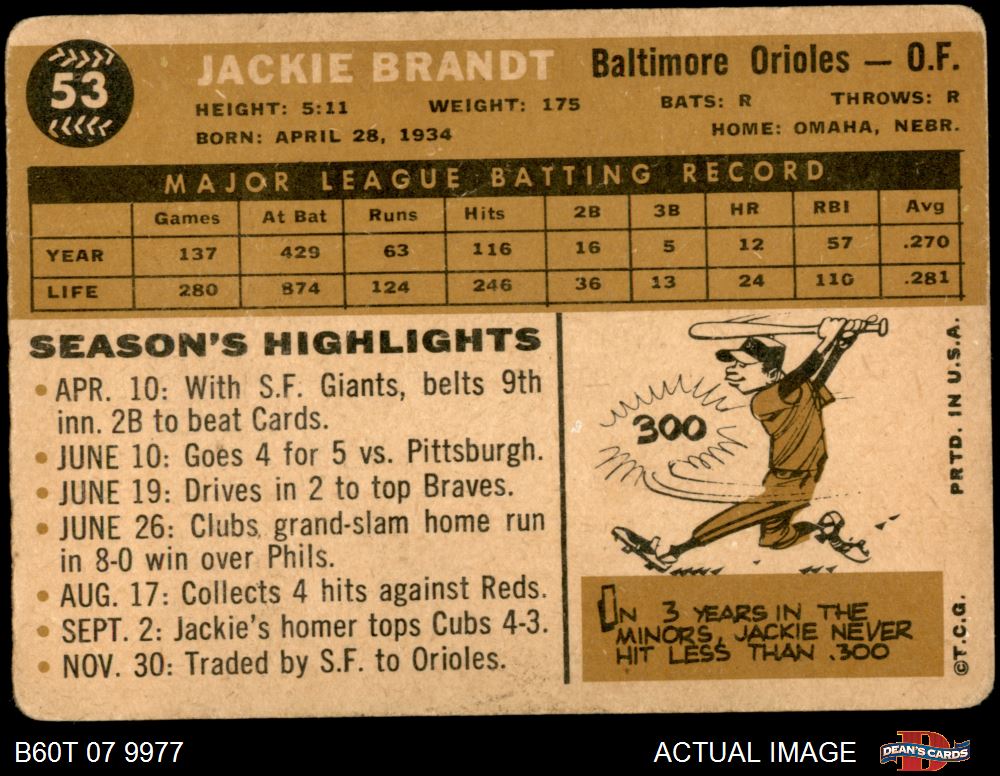 53
JACKIE BRANDT Baltimore Orioles — O.F.
HEIGHT: 5:11 WEIGHT: 175 BATS: R THROWS: R
BORN: APRIL 28, 1934 HOME: OMAHA, NEBR.
MAJOR LEAGUE BATTING RECORD
Games At Bat Runs Hits 2B 3B HR RBI Avg
YEAR 137 429 63 116 16 5 12 57 .270
LIFE 280 874 124 246 36 13 24 110 .281
SEASON'S HIGHLIGHTS
• APR. 10: With S.F. Giants, belts 9th
inn. 2B to beat Cards.
• JUNE 10: Goes 4 for 5 vs. Pittsburgh.
• JUNE 19: Drives in 2 to top Braves.
• JUNE 26: Clubs grand-slam home run
in 8-0 win over Phils.
• AUG. 17: Collects 4 hits against Reds.
• SEPT. 2: Jackie's homer tops Cubs 4-3.
• NOV. 30: Traded by S.F. to Orioles.
300
IN 3 YEARS IN THE
MINORS, JACKIE NEVER
HIT LESS THAN .300
©T.C.G. PRTD. IN U.S.A.
B60T 07 9977 ACTUAL IMAGE
D
DEAN'S CARDS